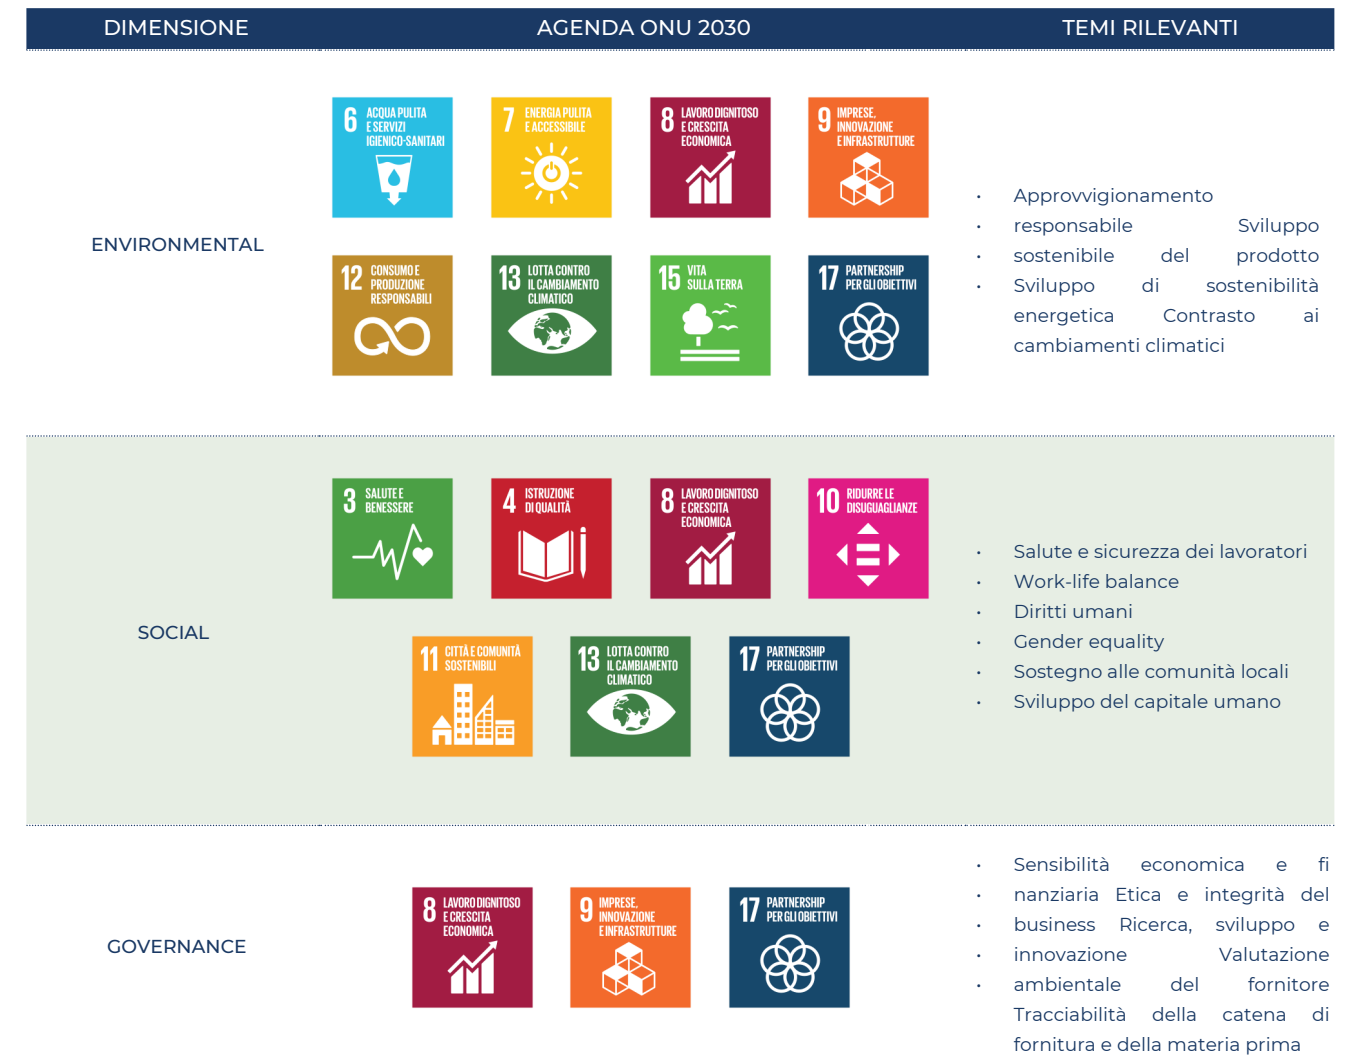 DIMENSIONE AGENDA ONU 2030 TEMI RILEVANTI
ENVIRONMENTAL
6 ACQUA PULITA
E SERVIZI
IGIENICO-SANITARI
7 ENERGIA PULITA
E ACCESSIBILE
8 LAVORO DIGNITOSO
E CRESCITA
ECONOMICA
9 IMPRESE,
INNOVAZIONE
E INFRASTRUTTURE
12 CONSUMO E
PRODUZIONE
RESPONSABILI
13 LOTTA CONTRO
IL CAMBIAMENTO
CLIMATICO
15 VITA
SULLA TERRA
17 PARTNERSHIP
PER GLI OBIETTIVI
• Approvvigionamento
• responsabile Sviluppo
• sostenibile del prodotto
• Sviluppo di sostenibilità
energetica Contrasto ai
cambiamenti climatici
SOCIAL
3 SALUTE E
BENESSERE
4 ISTRUZIONE
DI QUALITÀ
8 LAVORO DIGNITOSO
E CRESCITA
ECONOMICA
10 RIDURRE LE
DISUGUAGLIANZE
11 CITTÀ E COMUNITÀ
SOSTENIBILI
13 LOTTA CONTRO
IL CAMBIAMENTO
CLIMATICO
17 PARTNERSHIP
PER GLI OBIETTIVI
• Salute e sicurezza dei lavoratori
• Work-life balance
• Diritti umani
• Gender equality
• Sostegno alle comunità locali
• Sviluppo del capitale umano
GOVERNANCE
8 LAVORO DIGNITOSO
E CRESCITA
ECONOMICA
9 IMPRESE,
INNOVAZIONE
E INFRASTRUTTURE
17 PARTNERSHIP
PER GLI OBIETTIVI
• Sensibilità economica e fi
• nanziaria Etica e integrità del
• business Ricerca, sviluppo e
• innovazione Valutazione
• ambientale del fornitore
Tracciabilità della catena di
fornitura e della materia prima